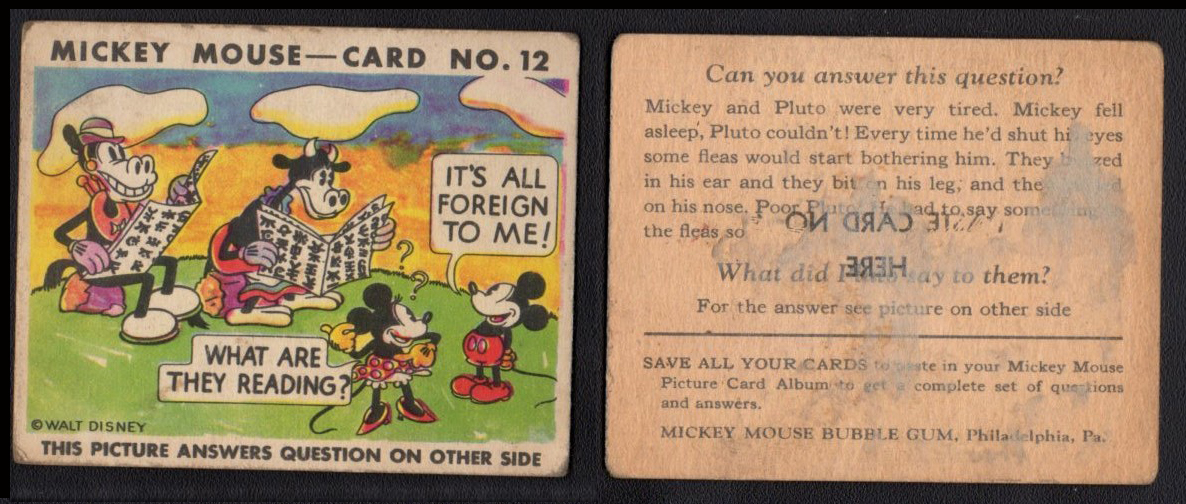 MICKEY MOUSE—CARD NO. 12
IT'S ALL
FOREIGN
TO ME!
?
?
?
WHAT ARE
THEY READING?
©WALT DISNEY
THIS PICTURE ANSWERS QUESTION ON OTHER SIDE
Can you answer this question?
Mickey and Pluto were very tired. Mickey fell
asleep, Pluto couldn't! Every time he'd shut his eyes
some fleas would start bothering him. They
in his ear and they bit on his leg, and
on his nose. Poor Pluto! He had to say something
the fleas so
CARD NO
HERE
What did Pluto say to them?
For the answer see picture on other side
SAVE ALL YOUR CARDS to paste in your Mickey Mouse
Picture Card Album to get a complete set of questions
and answers.
MICKEY MOUSE BUBBLE GUM, Philadelphia, Pa.